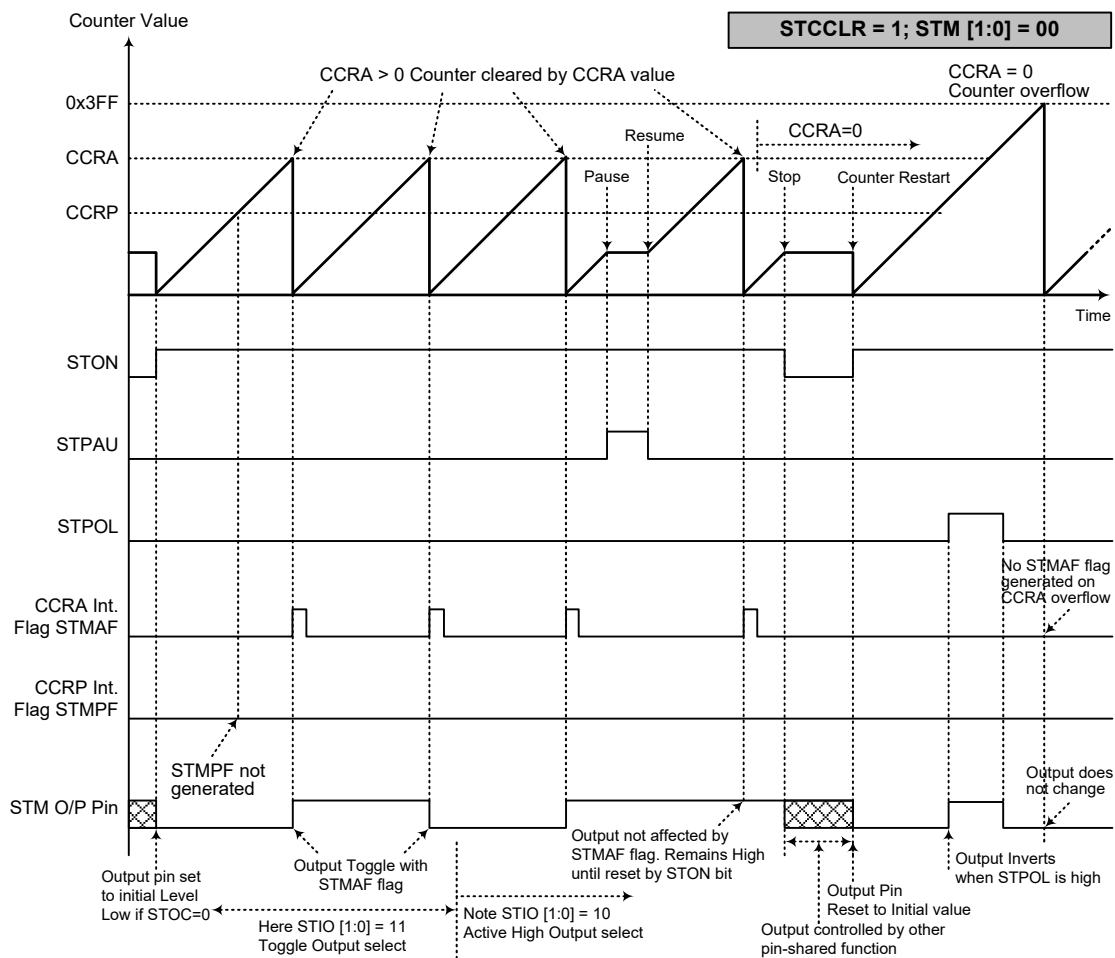 Counter Value
STCCLR = 1; STM [1:0] = 00
CCRA > 0 Counter cleared by CCRA value
CCRA = 0
Counter overflow
0x3FF
CCRA=0
Resume
CCRA
Pause
Stop
Counter Restart
CCRP
Time
STON
STPAU
STPOL
No STMAF flag
generated on
CCRA overflow
CCRA Int.
Flag STMAF
CCRP Int.
Flag STMPF
STMPF not
generated
Output does
not change
STM O/P Pin
Output pin set
to initial Level
Low if STOC=0
Output Toggle with
STMAF flag
Output not affected by
STMAF flag. Remains High
until reset by STON bit
Output Inverts
when STPOL is high
Output Pin
Reset to Initial value
Here STIO [1:0] = 11
Toggle Output select
Note STIO [1:0] = 10
Active High Output select
Output controlled by other
pin-shared function